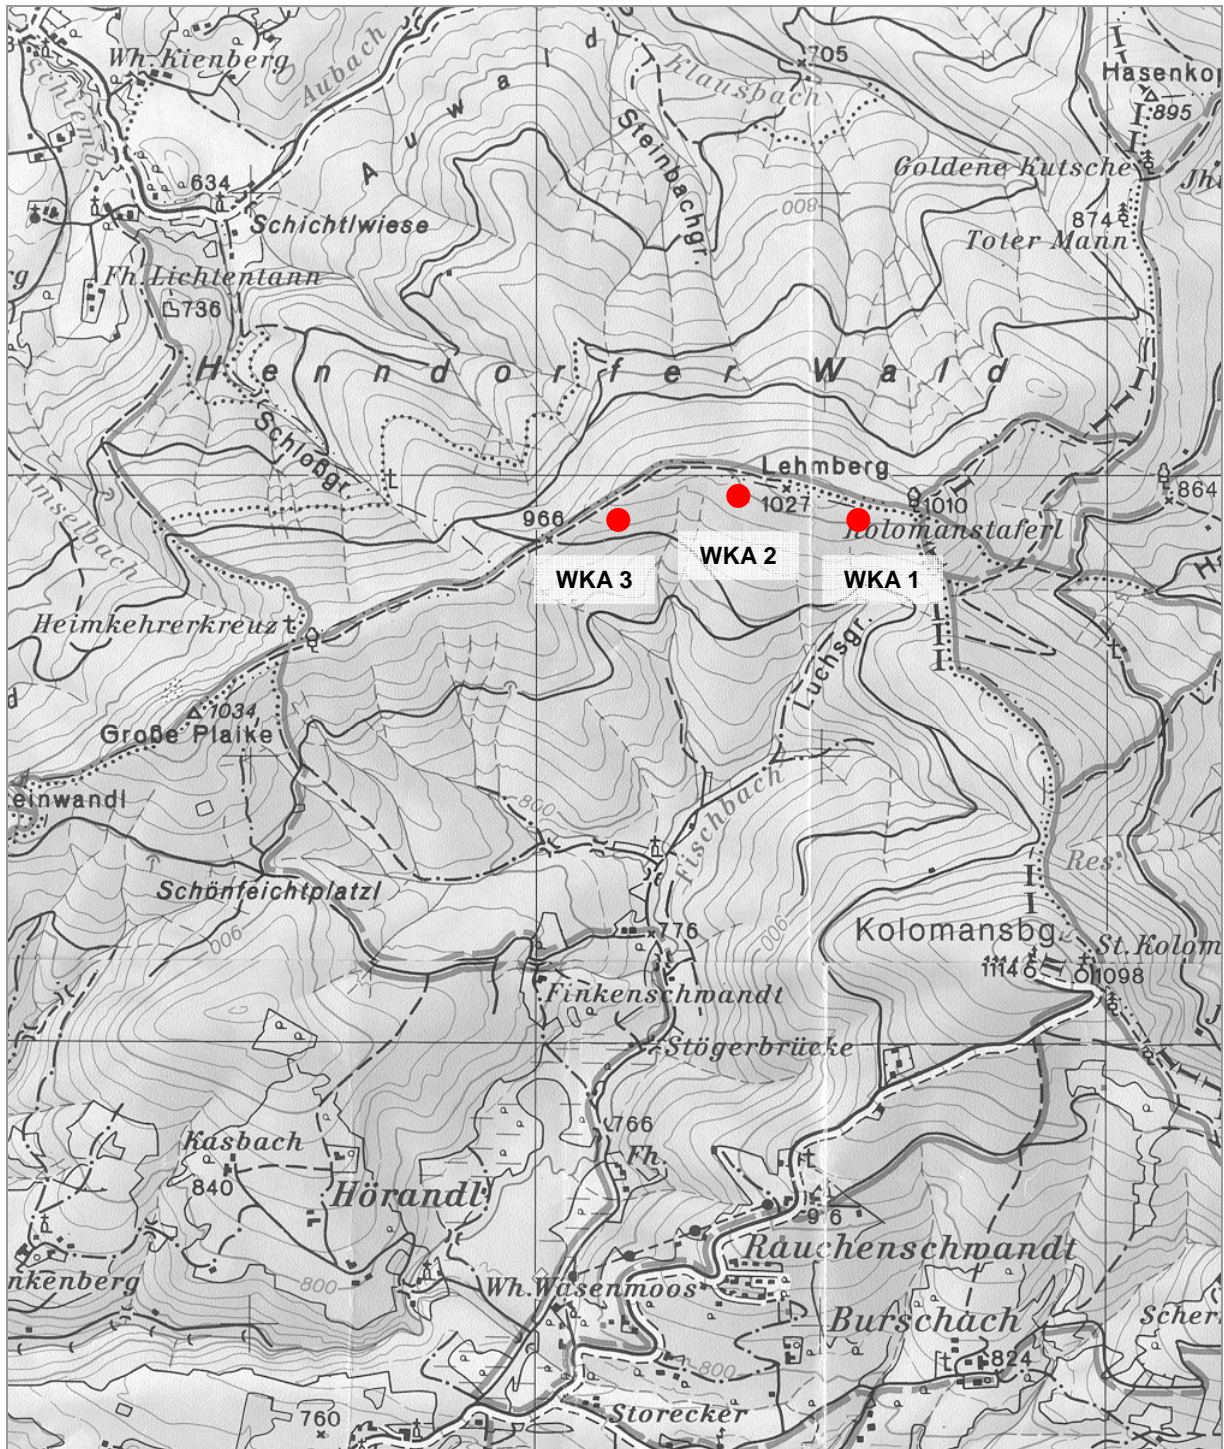 Wh. Kienberg
Aubach
Auwald
705
Klausbach
Hasenko
895
Steinbachgr.
Goldene Kutsche
634
800
874
Schichtlwiese
Toter Mann
Fh. Lichtentann
736
Henndorfer Wald
Schloßgr.
Lehmberg
864
966
1027
1010
Kolomanstaferl
WKA 3
WKA 2
WKA 1
Heimkehrerkreuz
Luchsgr.
1034
Große Plaike
einwandl
800
Fischbach
Res.
Schönfeichtplatzl
900
776
900
Kolomansbg.
St. Kolom
1114
1098
Finkenschwandt
Stögerbrücke
766
Kasbach
Fh.
840
Hörandl
Rauchenschwandt
nkenberg
800
Wh. Wasenmoos
Burschach
Scher
800
824
760
Storecker